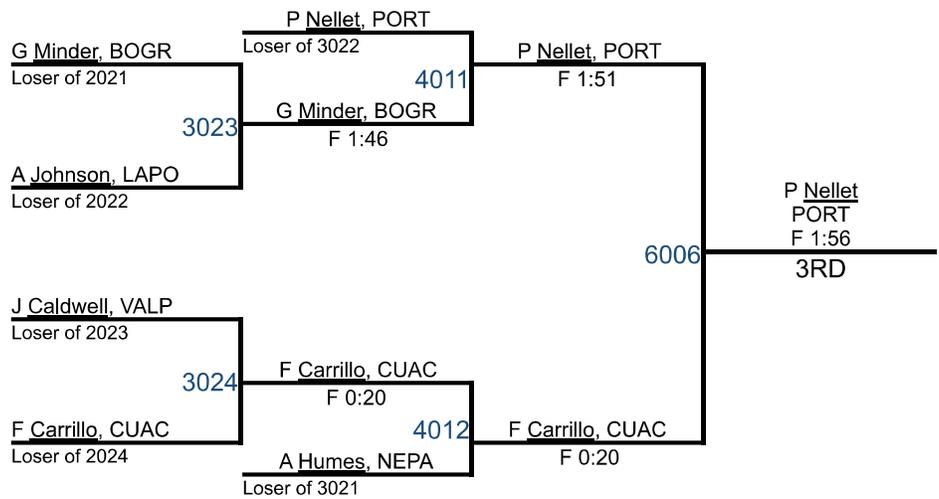 P Nellet, PORT
Loser of 3022
G Minder, BOGR
Loser of 2021
P Nellet, PORT
F 1:51
4011
G Minder, BOGR
F 1:46
3023
A Johnson, LAPO
Loser of 2022
P Nellet
PORT
F 1:56
3RD
6006
J Caldwell, VALP
Loser of 2023
F Carrillo, CUAC
F 0:20
3024
4012
F Carrillo, CUAC
Loser of 2024
F Carrillo, CUAC
F 0:20
A Humes, NEPA
Loser of 3021